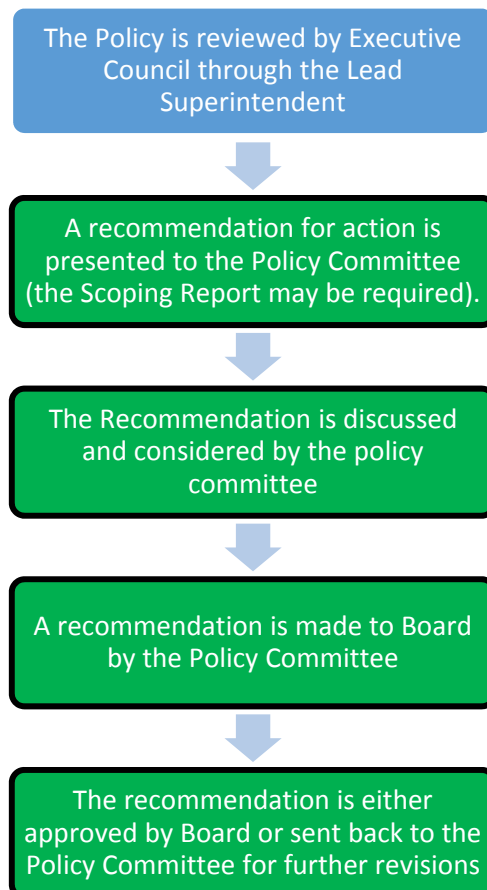 The Policy is reviewed by Executive
Council through the Lead
Superintendent
A recommendation for action is
presented to the Policy Committee
(the Scoping Report may be required).
The Recommendation is discussed
and considered by the policy
committee
A recommendation is made to Board
by the Policy Committee
The recommendation is either
approved by Board or sent back to the
Policy Committee for further revisions